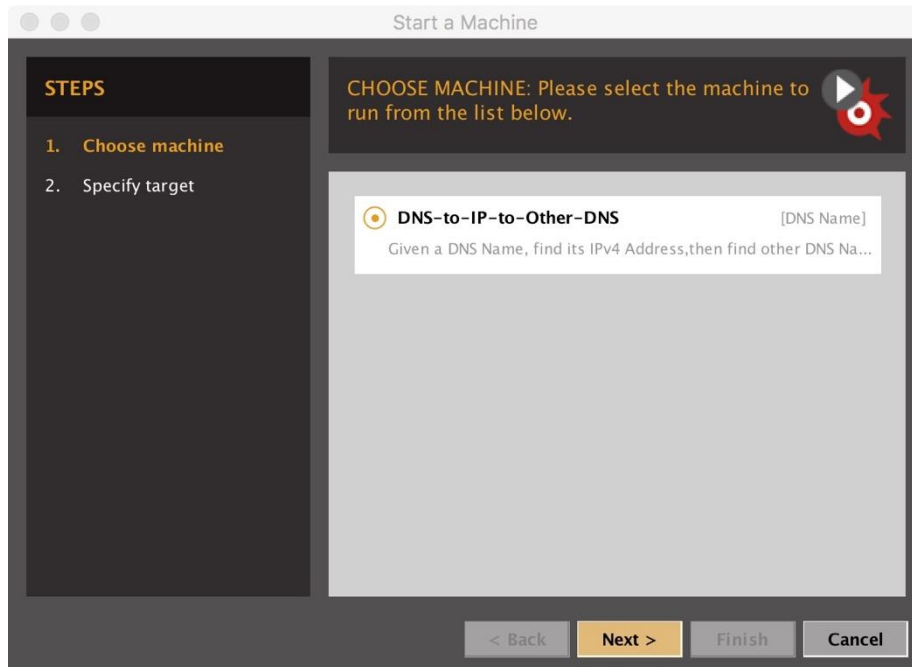 Start a Machine
STEPS
1. Choose machine
2. Specify target
CHOOSE MACHINE: Please select the machine to
run from the list below.
DNS-to-IP-to-Other-DNS [DNS Name]
Given a DNS Name, find its IPv4 Address,then find other DNS Na...
< Back Next > Finish Cancel